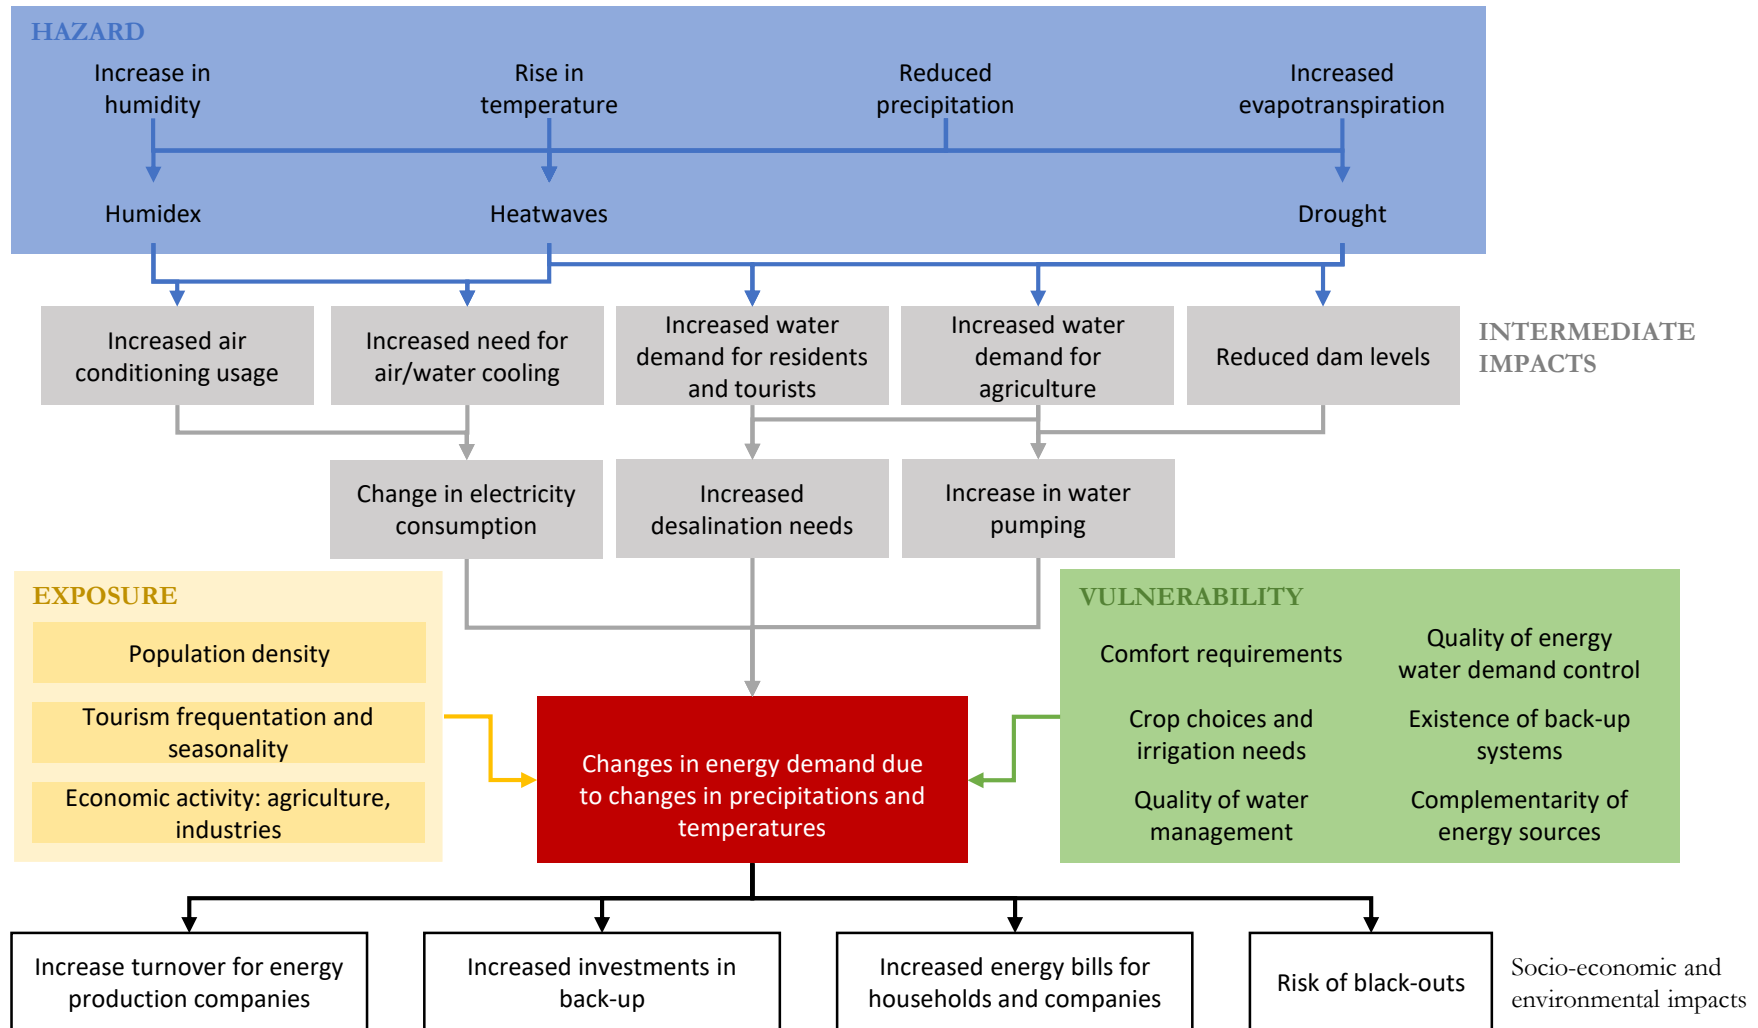 HAZARD
Increase in
humidity
Rise in
temperature
Reduced
precipitation
Increased
evapotranspiration
Humidex
Heatwaves
Drought
Increased air
conditioning usage
Increased need for
air/water cooling
Increased water
demand for residents
and tourists
Increased water
demand for
agriculture
Reduced dam levels
INTERMEDIATE
IMPACTS
Change in electricity
consumption
Increased
desalination needs
Increase in water
pumping
EXPOSURE
Population density
Tourism frequentation and
seasonality
Economic activity: agriculture,
industries
VULNERABILITY
Comfort requirements
Quality of energy
water demand control
Crop choices and
irrigation needs
Existence of back-up
systems
Quality of water
management
Complementarity of
energy sources
Changes in energy demand due
to changes in precipitations and
temperatures
Increase turnover for energy
production companies
Increased investments in
back-up
Increased energy bills for
households and companies
Risk of black-outs
Socio-economic and
environmental impacts